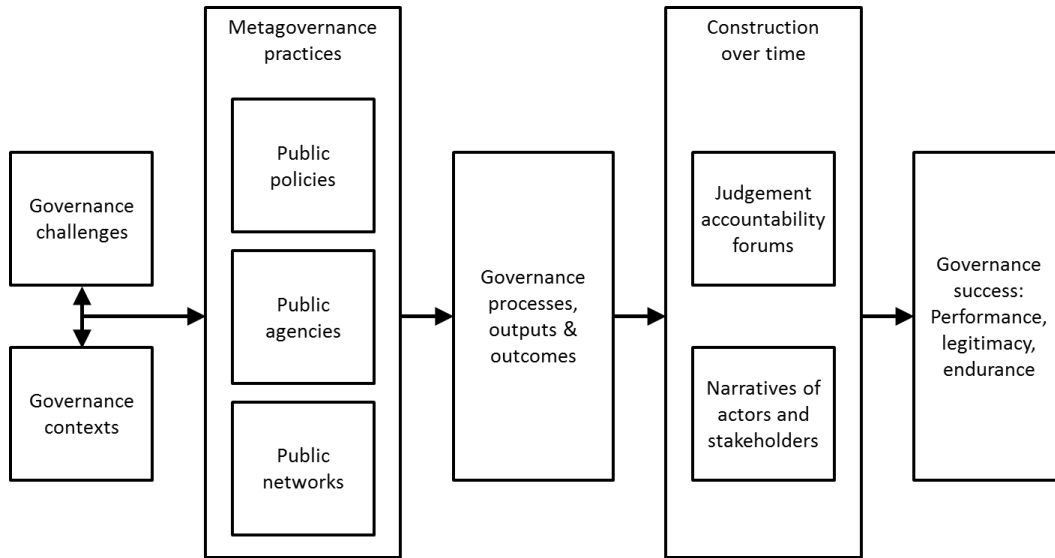 Governance
challenges
Governance
contexts
Metagovernance
practices
Public
policies
Public
agencies
Public
networks
Governance
processes,
outputs &
outcomes
Construction
over time
Judgement
accountability
forums
Narratives of
actors and
stakeholders
Governance
success:
Performance,
legitimacy,
endurance